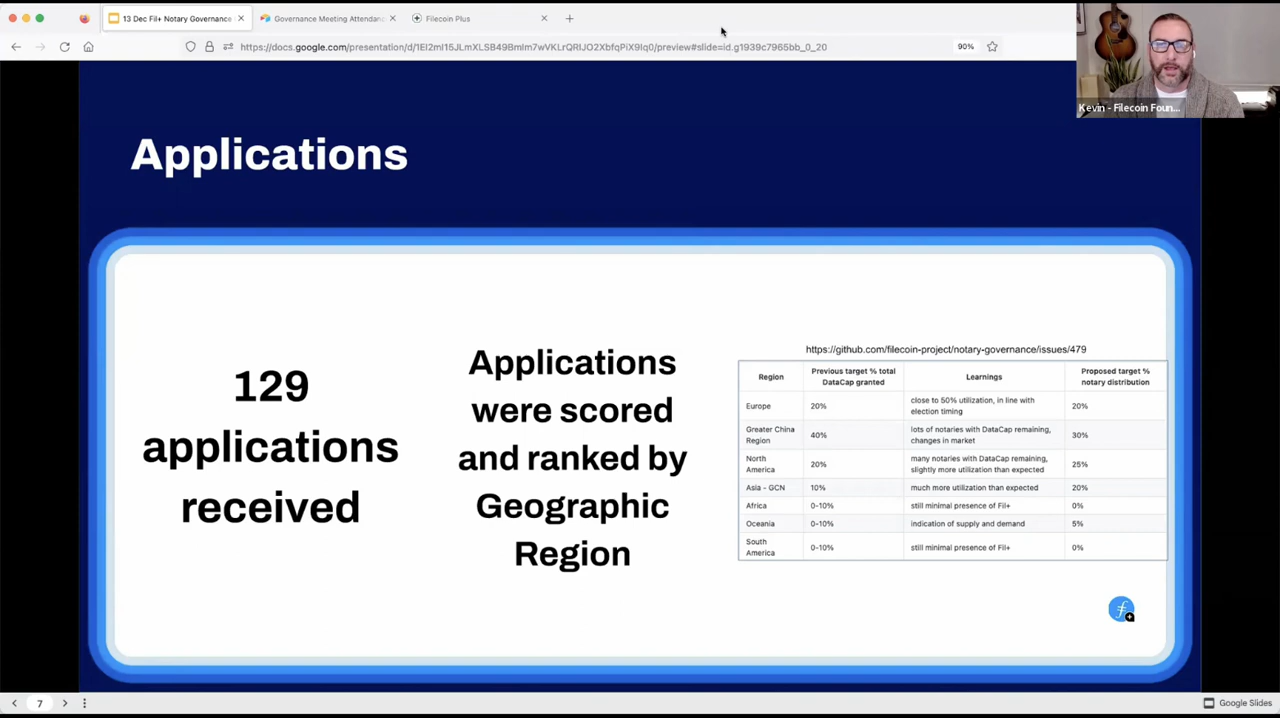 13 Dec Fil+ Notary Governance
Governance Meeting Attendanc
Filecoin Plus
https://docs.google.com/presentation/d/1EI2ml15JLmXLSB49BmIm7wVKLrQRIJO2XbfqPiX9Iq0/preview#slide=id.g1939c7965bb_0_20
90%
Kevin - Filecoin Foun...
Applications
129
applications
received
Applications
were scored
and ranked by
Geographic
Region
https://github.com/filecoin-project/notary-governance/issues/479
Region
Previous target % total
DataCap granted
Learnings
Proposed target %
notary distribution
Europe
20%
close to 50% utilization, in line with
election timing
20%
Greater China
Region
40%
lots of notaries with DataCap remaining,
changes in market
30%
North
America
20%
many notaries with DataCap remaining,
slightly more utilization than expected
25%
Asia - GCN
10%
much more utilization than expected
20%
Africa
0-10%
still minimal presence of Fil+
0%
Oceania
0-10%
indication of supply and demand
5%
South
America
0-10%
still minimal presence of Fil+
0%
7
Google Slides